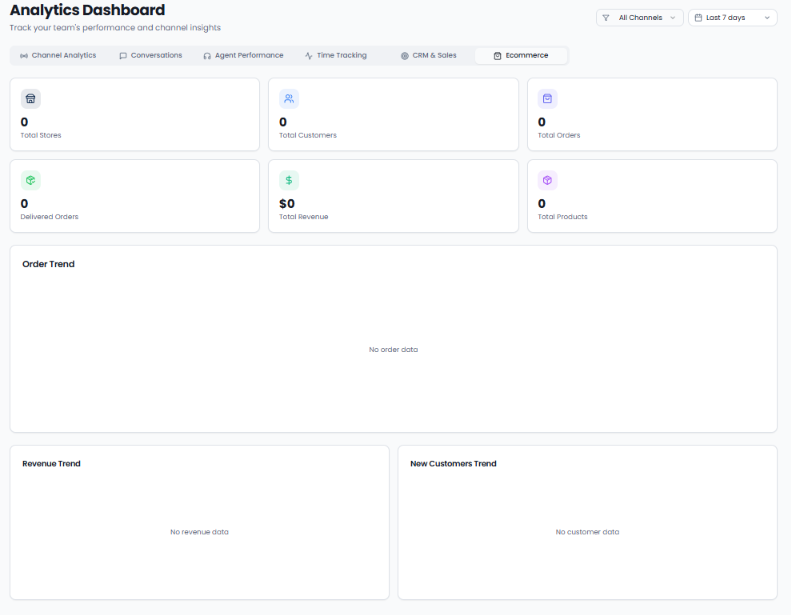 Analytics Dashboard
Track your team's performance and channel insights
All Channels
Last 7 days
Channel Analytics
Conversations
Agent Performance
Time Tracking
CRM & Sales
Ecommerce
0
Total Stores
0
Total Customers
0
Total Orders
0
Delivered Orders
$0
Total Revenue
0
Total Products
Order Trend
No order data
Revenue Trend
No revenue data
New Customers Trend
No customer data